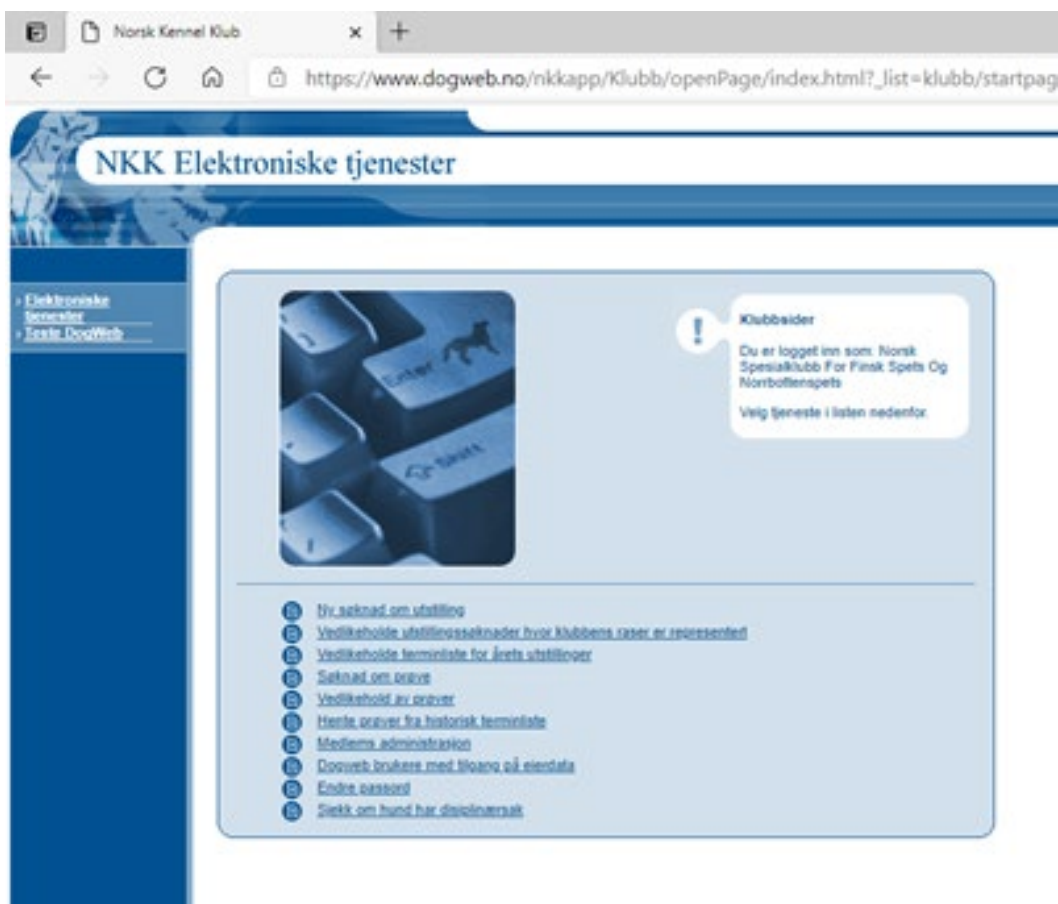 Norsk Kennel Klub
https://www.dogweb.no/nkkapp/Klubb/openPage/index.html?_list=klubb/startpag
NKK Elektroniske tjenester
Elektroniske
tjenester
Teste DogWeb
Enter
Shift
Klubbsider
Du er logget inn som: Norsk
Spesialklubb For Finsk Spets Og
Norrbottenspets
Velg tjeneste i listen nedenfor.
Ny søknad om utstilling
Vedlikeholde utstillingssøknader hvor klubbens raser er representert
Vedlikeholde terminliste for årets utstillinger
Søknad om prøve
Vedlikehold av prøver
Hente prøver fra historisk terminliste
Medlems administrasjon
Dogweb brukere med tilgang på eierdata
Endre passord
Sjekk om hund har disiplinærsak